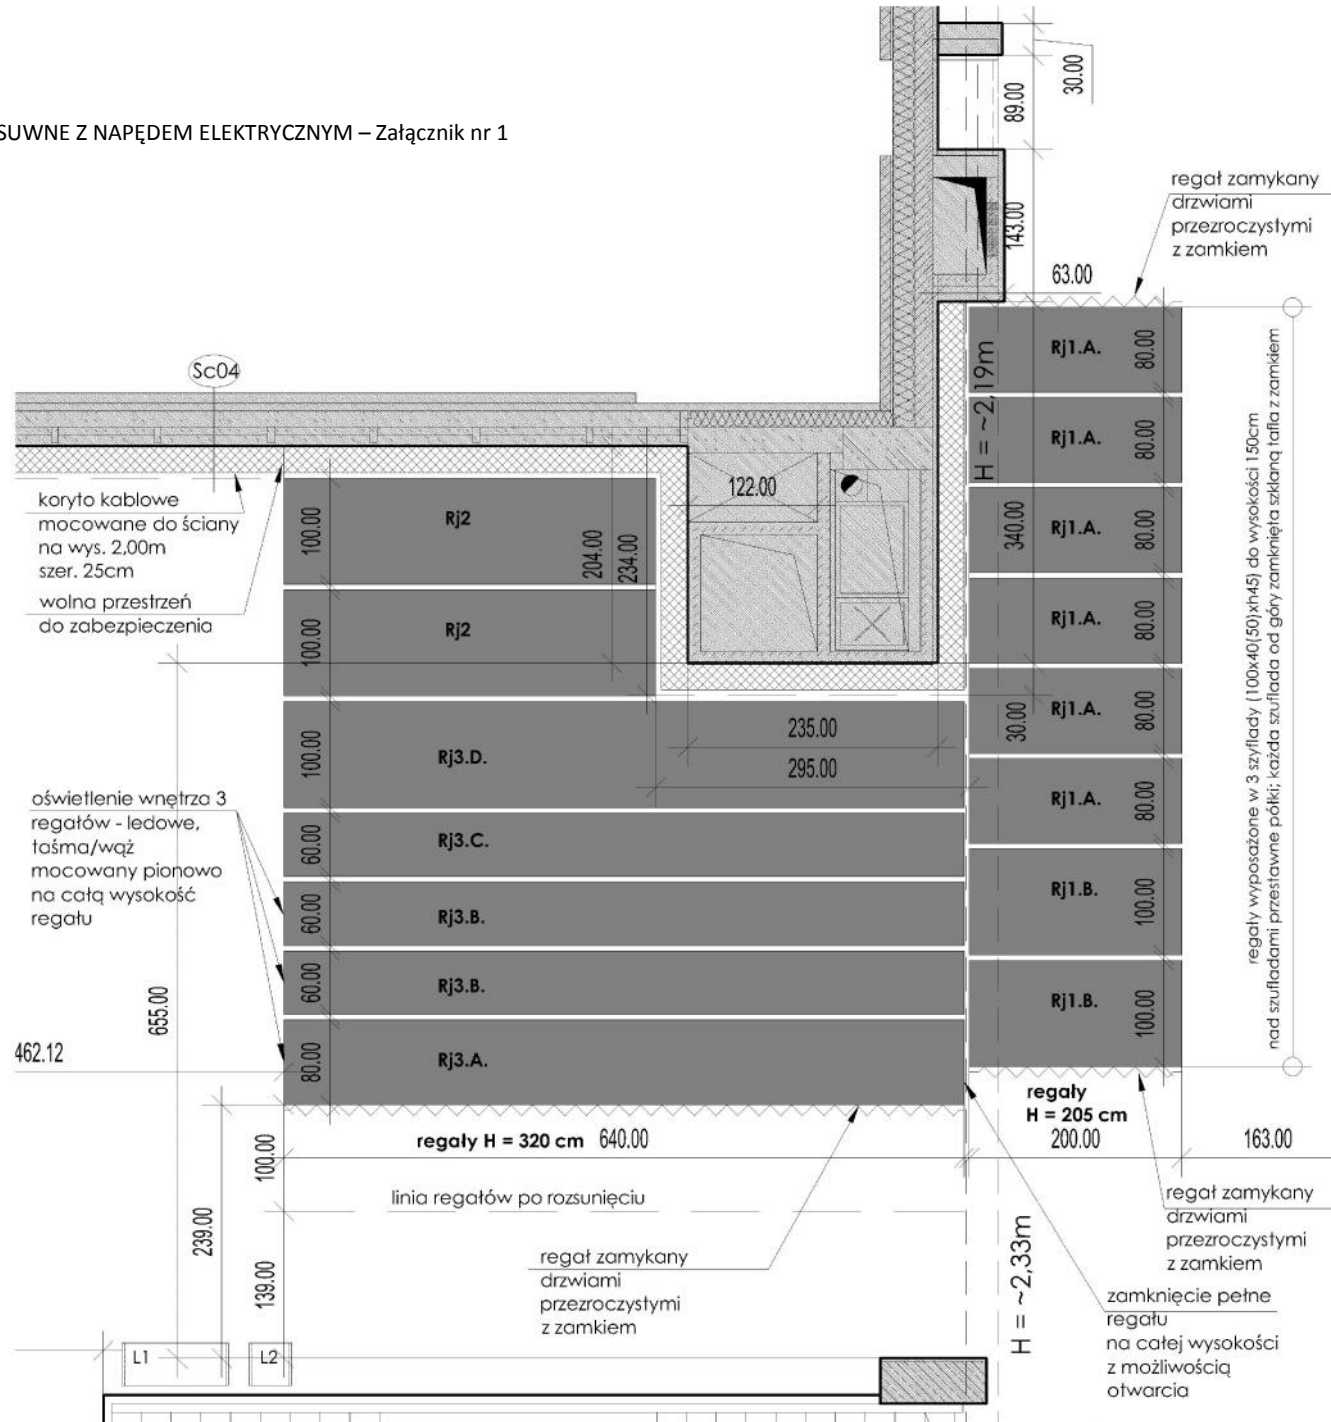 SUWNE Z NAPĘDEM ELEKTRYCZNYM – Załącznik nr 1
30.00
89.00
143.00
regał zamykany
drzwiami
przezroczystymi
z zamkiem
63.00
Sc04
H = ~2,19m
Rj1.A.
80.00
Rj1.A.
80.00
Rj1.A.
80.00
Rj1.A.
80.00
Rj1.A.
80.00
Rj1.A.
80.00
Rj1.B.
100.00
Rj1.B.
100.00
regały wyposażone w 3 szyflady (100x40(50)xh45) do wysokości 150cm
nad szufladami przestawne półki; każda szuflada od góry zamknięta szklaną tafla z zamkiem
koryto kablowe
mocowane do ściany
na wys. 2,00m
szer. 25cm
wolna przestrzeń
do zabezpieczenia
100.00
Rj2
204.00
234.00
122.00
340.00
100.00
Rj2
30.00
100.00
Rj3.D.
235.00
295.00
oświetlenie wnętrza 3
regałów - ledowe,
taśma/wąż
mocowany pionowo
na całą wysokość
regału
60.00
Rj3.C.
60.00
Rj3.B.
60.00
Rj3.B.
80.00
Rj3.A.
655.00
462.12
regały
H = 205 cm
200.00
163.00
regały H = 320 cm 640.00
100.00
linia regałów po rozsunięciu
239.00
139.00
regał zamykany
drzwiami
przezroczystymi
z zamkiem
H = ~2,33m
regał zamykany
drzwiami
przezroczystymi
z zamkiem
zamknięcie pełne
regału
na całej wysokości
z możliwością
otwarcia
L1
L2